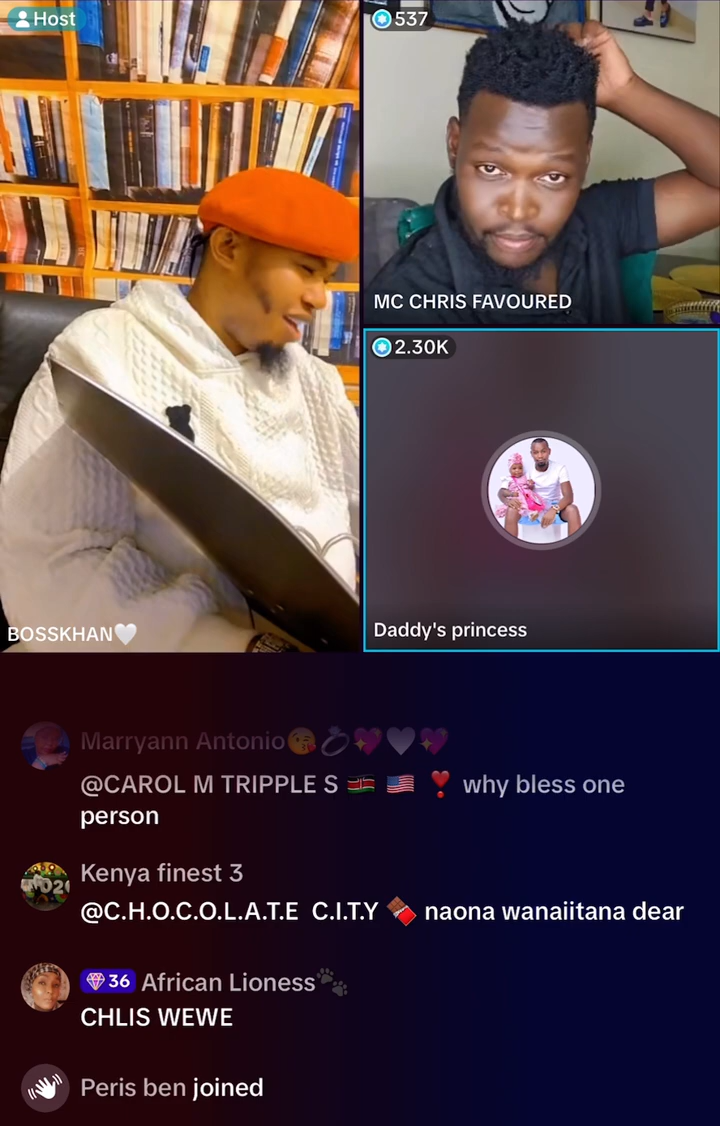 Host
537
MC CHRIS FAVOURED
2.30K
BOSSKHAN🤍
Daddy's princess
Marryann Antonio😘💍💖🤍💖
@CAROL M TRIPPLE S 🇰🇪 🇺🇸 ❣️ why bless one
person
Kenya finest 3
@C.H.O.C.O.L.A.T.E C.I.T.Y 🍫 naona wanaiitana dear
36 African Lioness🐾
CHLIS WEWE
Peris ben joined